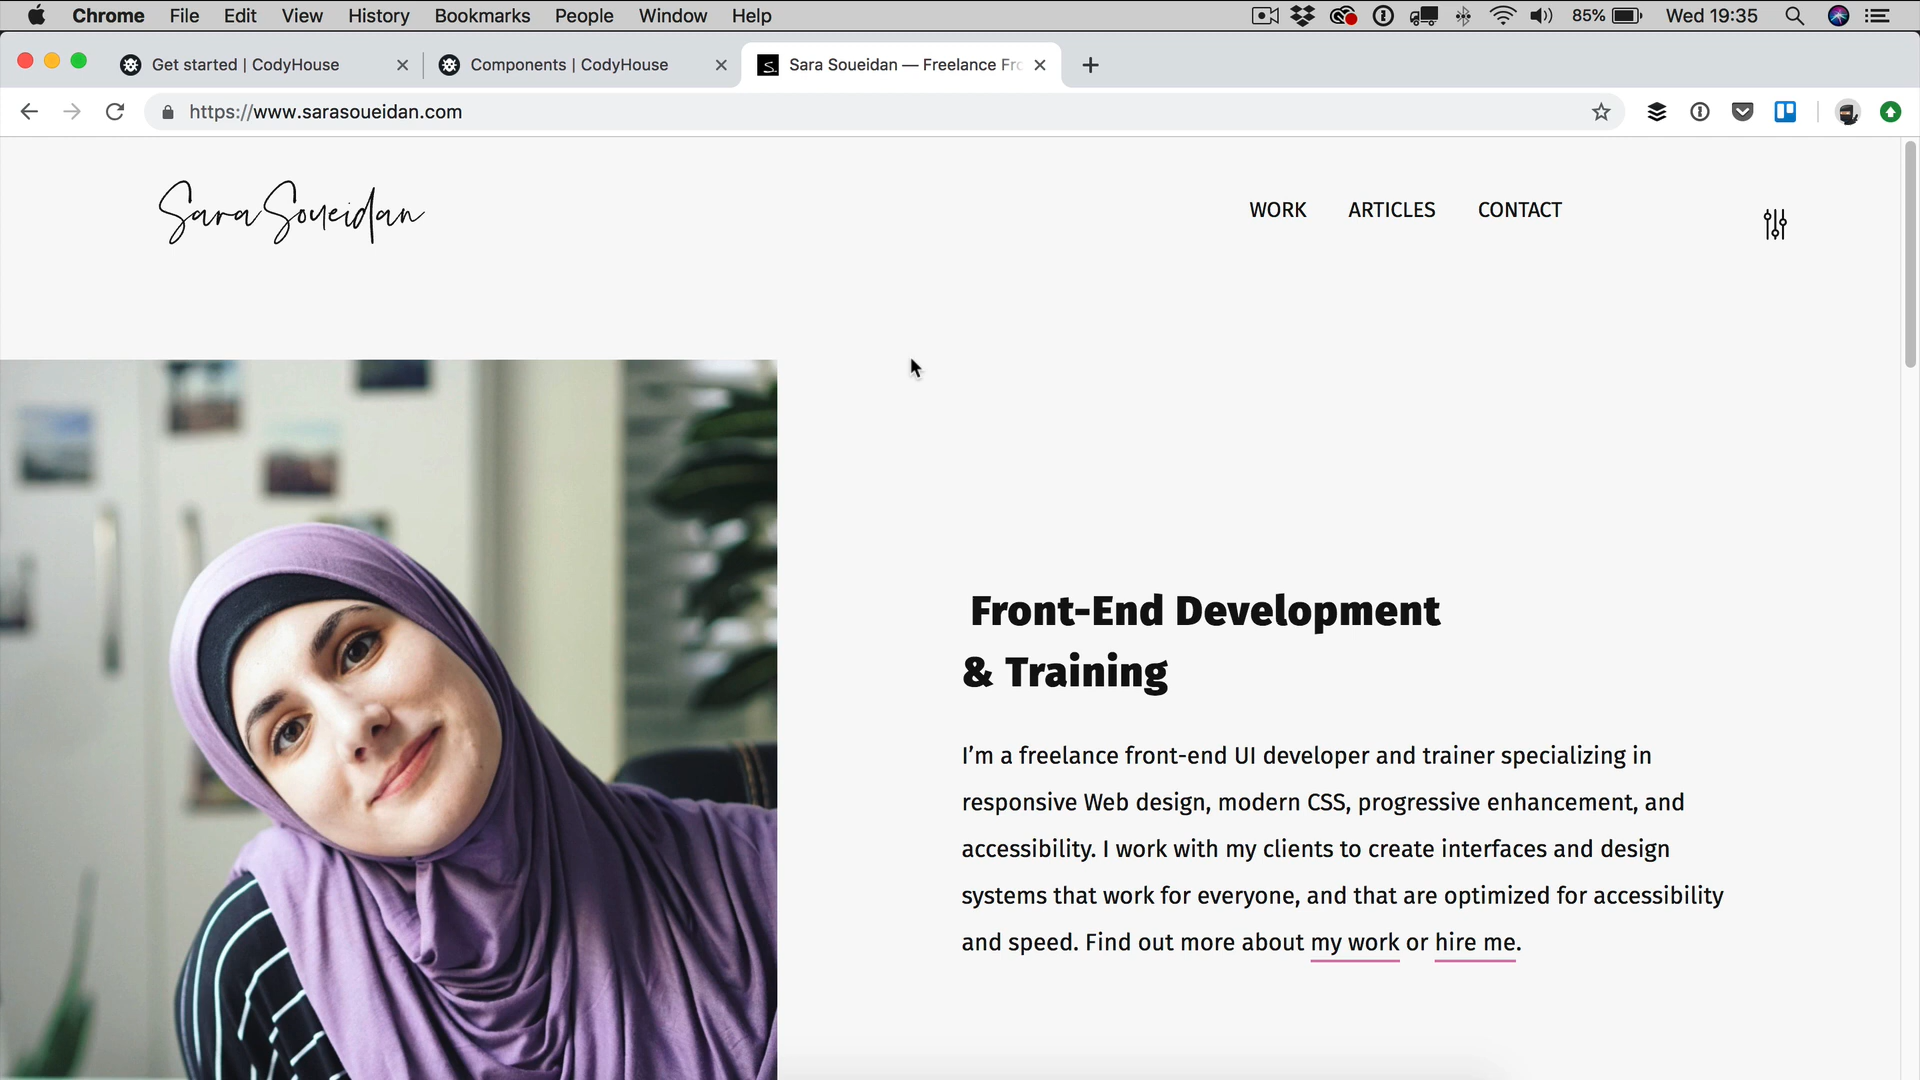 Chrome File Edit View History Bookmarks People Window Help 85% Wed 19:35
Get started | CodyHouse Components | CodyHouse Sara Soueidan — Freelance Fro
https://www.sarasoueidan.com
Sara Soueidan WORK ARTICLES CONTACT
Front-End Development
& Training
I’m a freelance front-end UI developer and trainer specializing in
responsive Web design, modern CSS, progressive enhancement, and
accessibility. I work with my clients to create interfaces and design
systems that work for everyone, and that are optimized for accessibility
and speed. Find out more about my work or hire me.